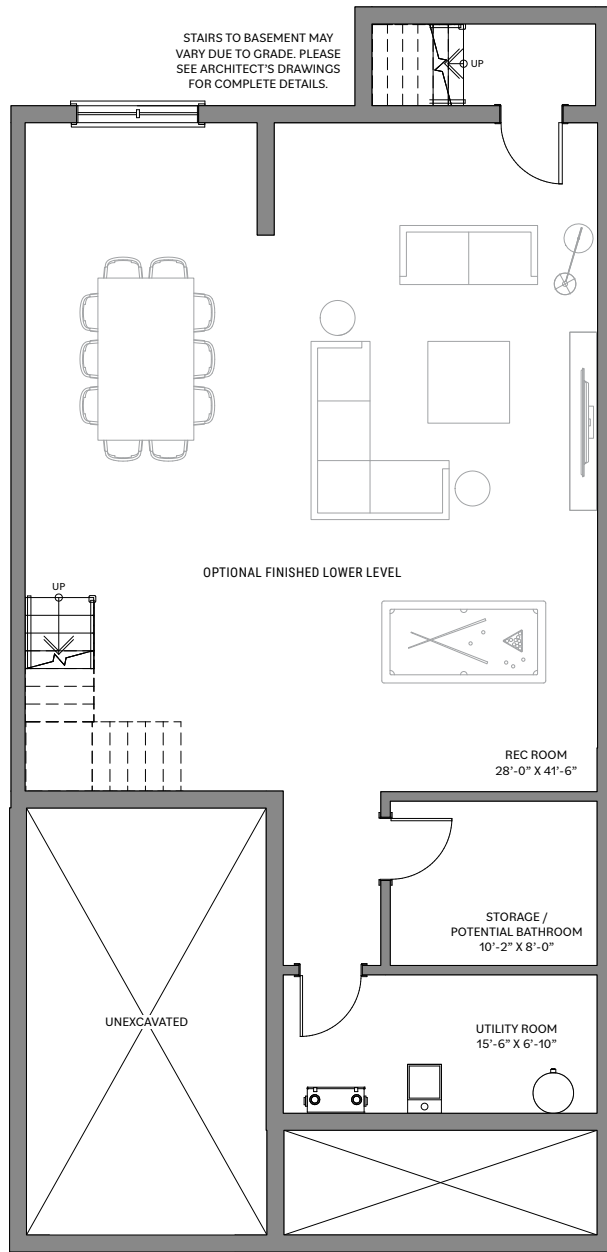 STAIRS TO BASEMENT MAY
VARY DUE TO GRADE. PLEASE
SEE ARCHITECT'S DRAWINGS
FOR COMPLETE DETAILS.
UP
OPTIONAL FINISHED LOWER LEVEL
UP
REC ROOM
28'-0" X 41'-6"
STORAGE /
POTENTIAL BATHROOM
10'-2" X 8'-0"
UNEXCAVATED
UTILITY ROOM
15'-6" X 6'-10"